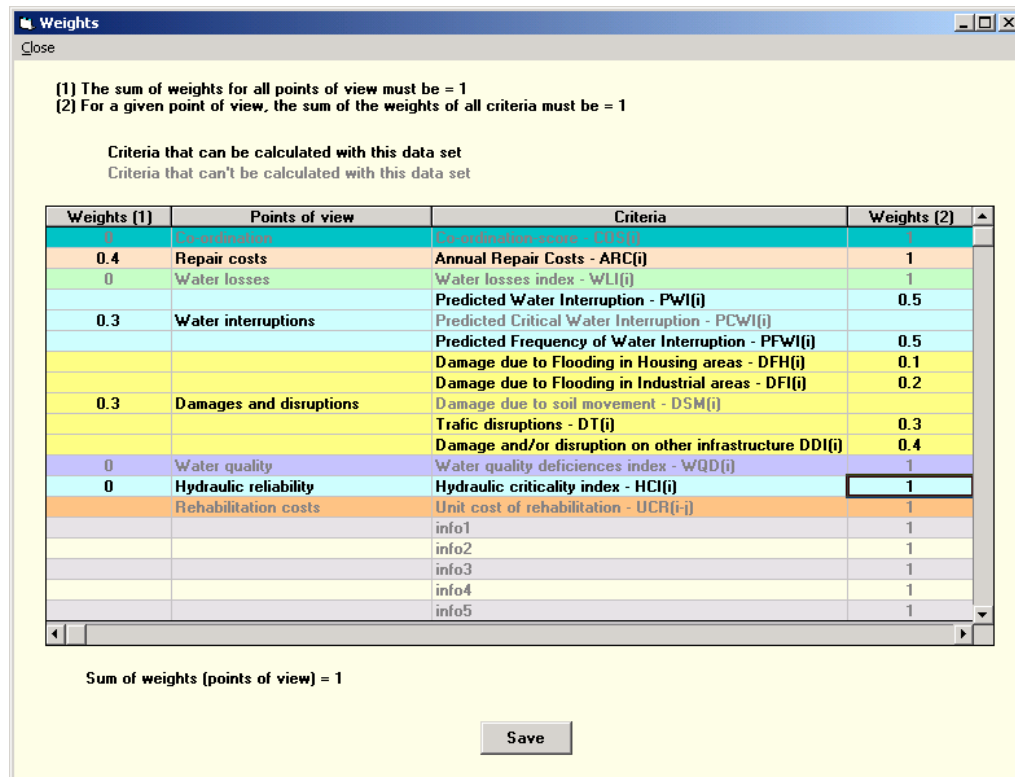 Weights
Close
(1) The sum of weights for all points of view must be = 1
(2) For a given point of view, the sum of the weights of all criteria must be = 1
Criteria that can be calculated with this data set
Criteria that can't be calculated with this data set
Weights (1) Points of view Criteria Weights (2)
0 Co-ordination Co-ordination-score - COS(i) 1
0.4 Repair costs Annual Repair Costs - ARC(i) 1
0 Water losses Water losses index - WLI(i) 1
Predicted Water Interruption - PWI(i) 0.5
0.3 Water interruptions Predicted Critical Water Interruption - PCWI(i)
Predicted Frequency of Water Interruption - PFWI(i) 0.5
Damage due to Flooding in Housing areas - DFH(i) 0.1
Damage due to Flooding in Industrial areas - DFI(i) 0.2
0.3 Damages and disruptions Damage due to soil movement - DSM(i)
Trafic disruptions - DT(i) 0.3
Damage and/or disruption on other infrastructure DDI(i) 0.4
0 Water quality Water quality deficiences index - WQD(i) 1
0 Hydraulic reliability Hydraulic criticality index - HCI(i) 1
Rehabilitation costs Unit cost of rehabilitation - UCR(i-j) 1
info1 1
info2 1
info3 1
info4 1
info5 1
Sum of weights (points of view) = 1
Save